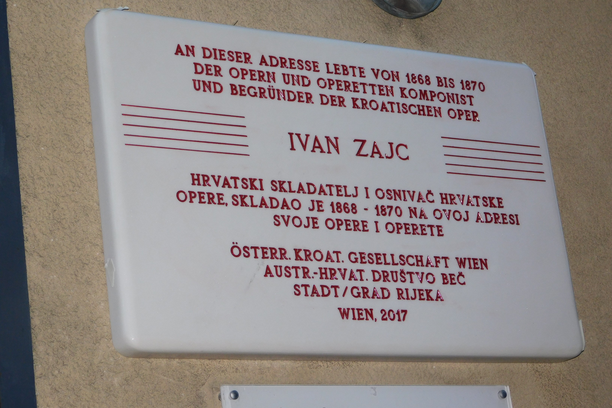 AN DIESER ADRESSE LEBTE VON 1868 BIS 1870
DER OPERN UND OPERETTEN KOMPONIST
UND BEGRÜNDER DER KROATISCHEN OPER
IVAN ZAJC
HRVATSKI SKLADATELJ I OSNIVAČ HRVATSKE
OPERE, SKLADAO JE 1868 - 1870 NA OVOJ ADRESI
SVOJE OPERE I OPERETE
ÖSTERR. KROAT. GESELLSCHAFT WIEN
AUSTR.-HRVAT. DRUŠTVO BEČ
STADT/GRAD RIJEKA
WIEN, 2017